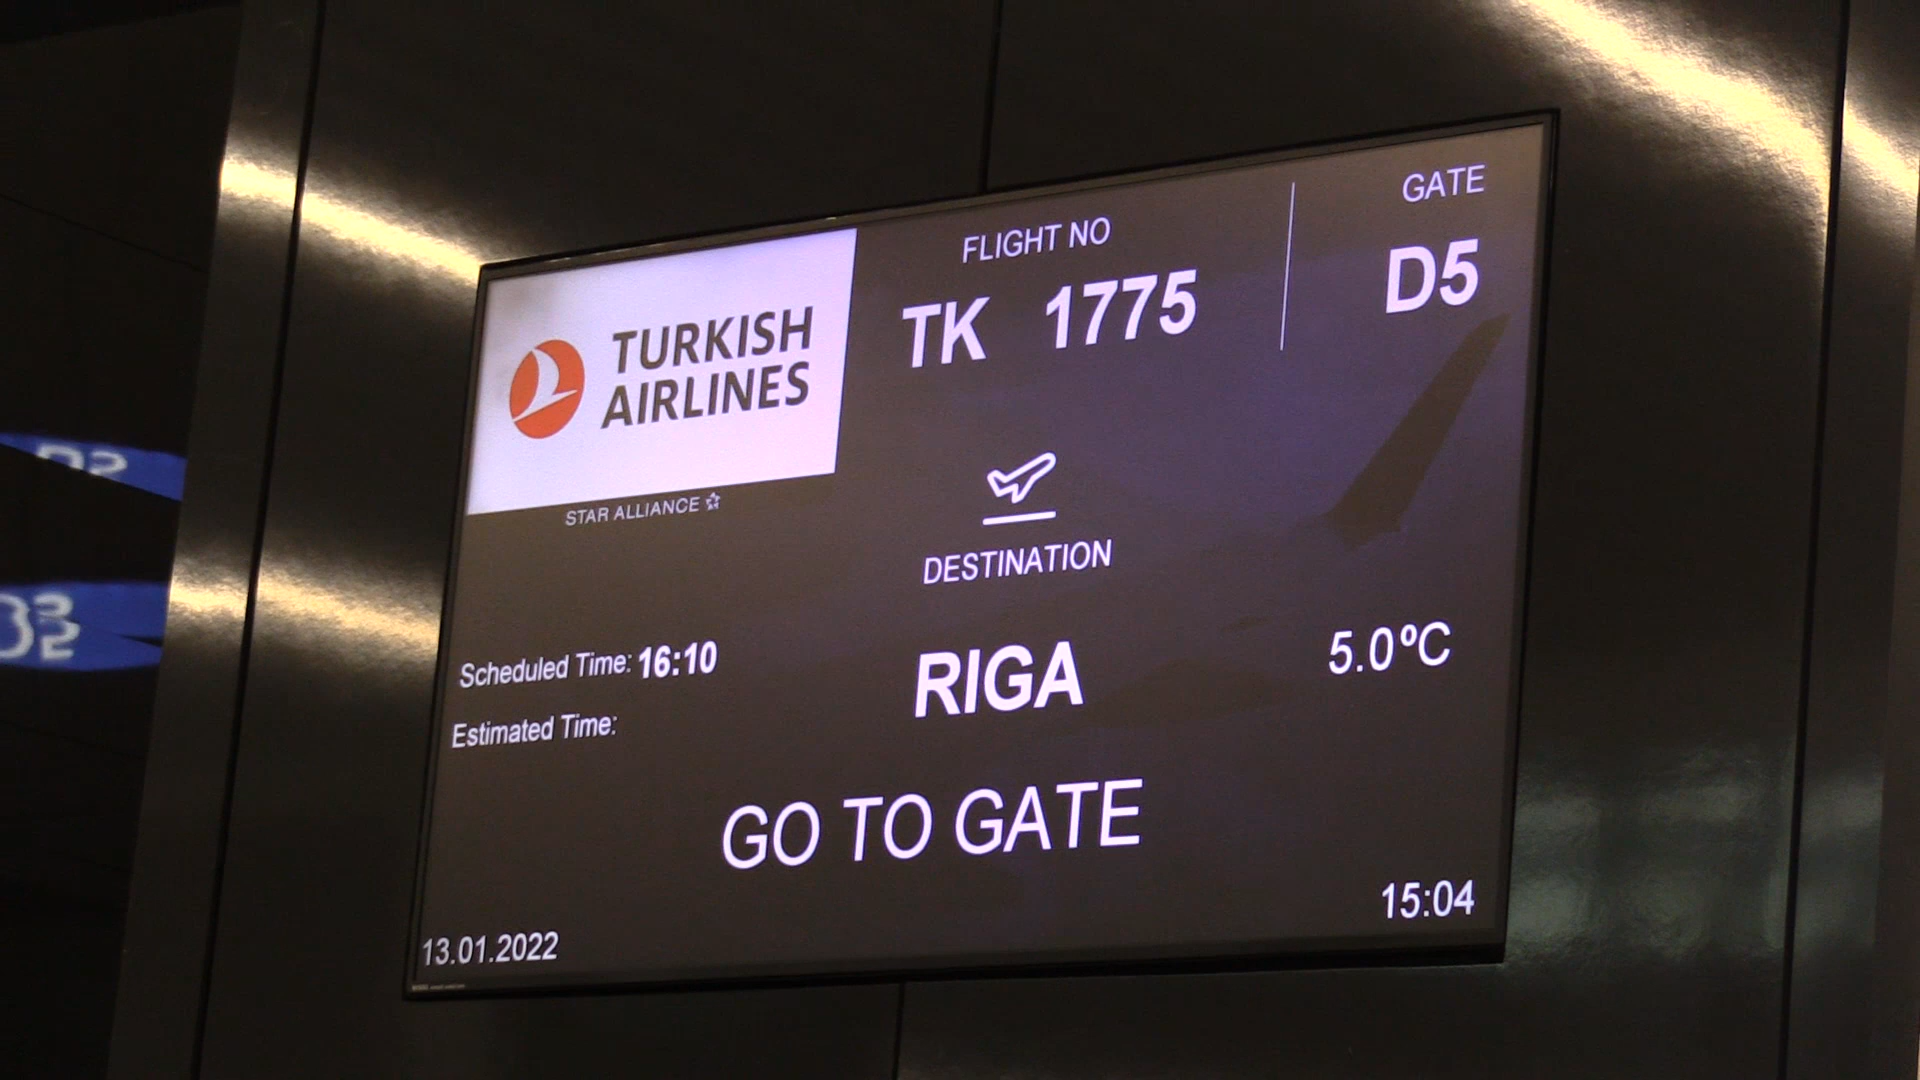 TURKISH
AIRLINES
STAR ALLIANCE
FLIGHT NO
TK 1775
GATE
D5
DESTINATION
Scheduled Time: 16:10
Estimated Time:
RIGA
5.0°C
GO TO GATE
13.01.2022
15:04